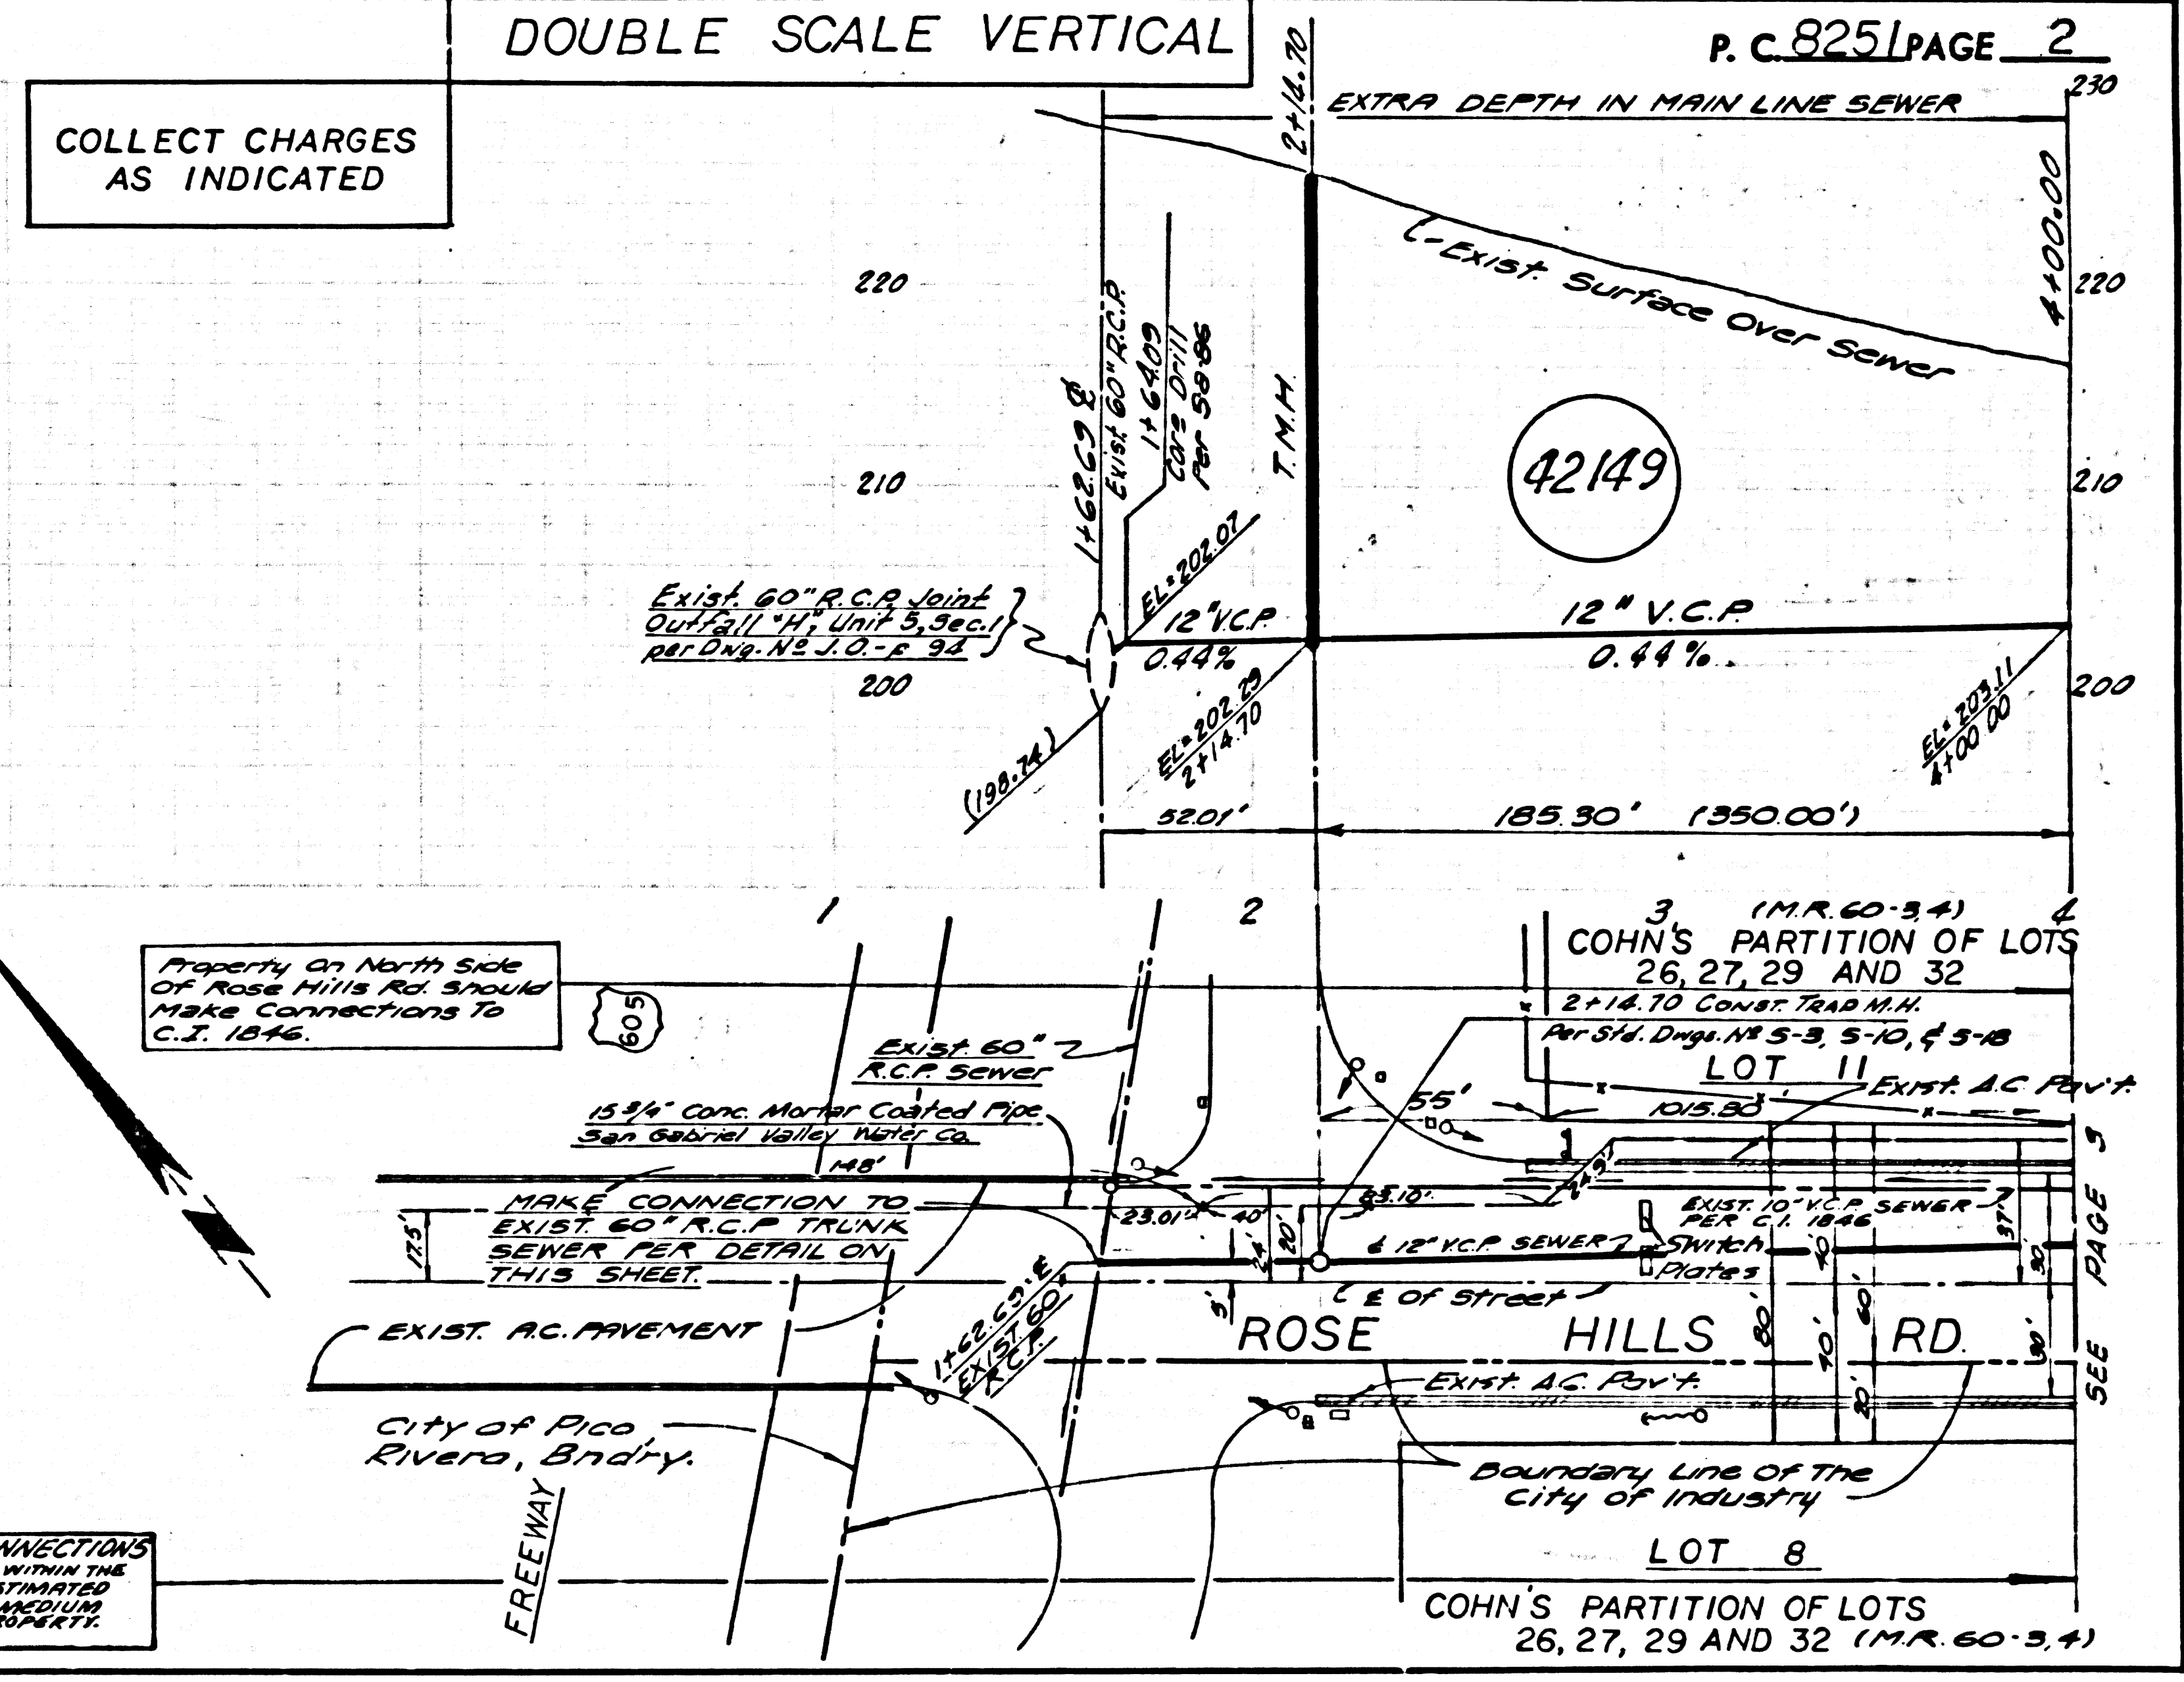 DOUBLE SCALE VERTICAL
P. C. 8251 PAGE 2
COLLECT CHARGES
AS INDICATED
2+14.70
EXTRA DEPTH IN MAIN LINE SEWER
230
4+00.00
Exist. Surface Over Sewer
220
220
1+62.69 ℄
Exist. 60" R.C.P.
1+64.09
Core Drill
Per
T.M.H.
42149
210
210
EL=202.07
Exist. 60" R.C.P. Joint
Outfall "H", Unit 5, Sec. 1
per Dwg. Nº J.O.-F 94
12" V.C.P.
0.44%
12" V.C.P.
0.44%
200
200
(198.74)
EL=202.29
2+14.70
EL=203.11
4+00.00
52.01'
185.30' (350.00')
1
2
3
4
(M.R. 60-3,4)
COHN'S PARTITION OF LOTS
26, 27, 29 AND 32
Property On North Side
Of Rose Hills Rd. Should
Make Connections To
C.I. 1846.
605
2+14.70 CONST. TRAP M.H.
Per Std. Dwgs. Nº S-3, S-10, & S-18
LOT 11
Exist. A.C. Pav't.
Exist. 60"
R.C.P. Sewer
15 3/4" Conc. Mortar Coated Pipe
San Gabriel Valley Water Co.
55'
1015.80'
148'
MAKE CONNECTION TO
EXIST. 60" R.C.P. TRUNK
SEWER PER DETAIL ON
THIS SHEET.
17.5'
23.01'
40'
63.10'
24'
20'
EXIST. 10" V.C.P. SEWER
PER C.I. 1846
37'
℄ 12" V.C.P. SEWER
Switch
Plates
40'
30'
5'
℄ Of Street
1+62.69 ℄
EXIST. 60"
R.C.P.
EXIST. A.C. PAVEMENT
ROSE HILLS RD.
80'
40'
60'
20'
30'
SEE PAGE 3
Exist. A.C. Pav't.
City of Pico
Rivera, Bndry.
Boundary Line Of The
City of Industry
FREEWAY
LOT 8
COHN'S PARTITION OF LOTS
26, 27, 29 AND 32 (M.R. 60-3,4)
WITHIN THE
MEDIUM